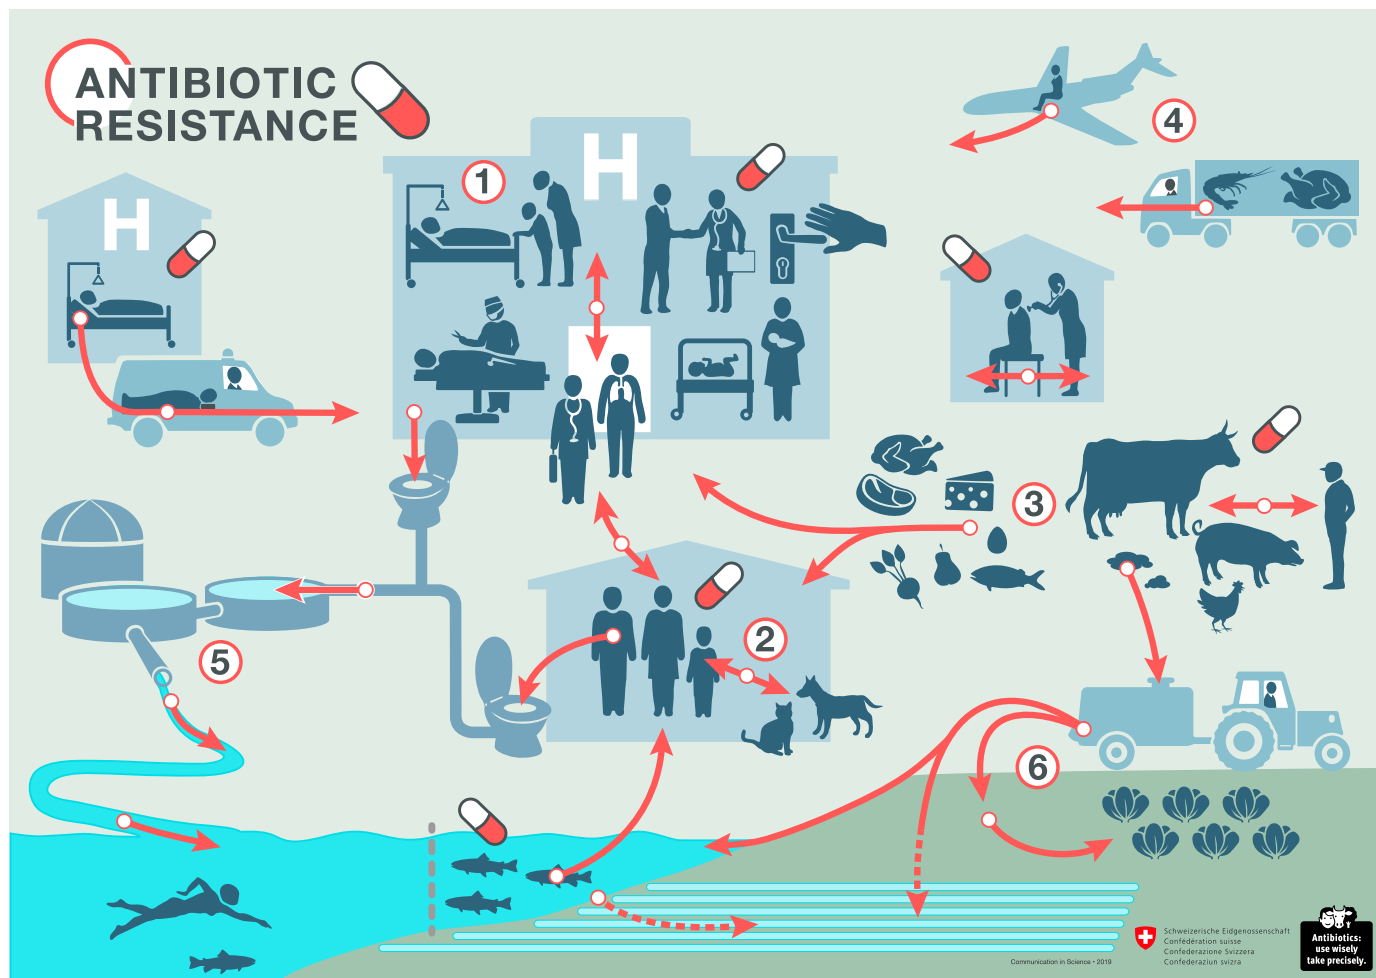 ANTIBIOTIC
RESISTANCE
H
H
1
4
3
2
5
6
Schweizerische Eidgenossenschaft
Confédération suisse
Confederazione Svizzera
Confederaziun svizra
Communication in Science • 2019
Antibiotics:
use wisely
take precisely.